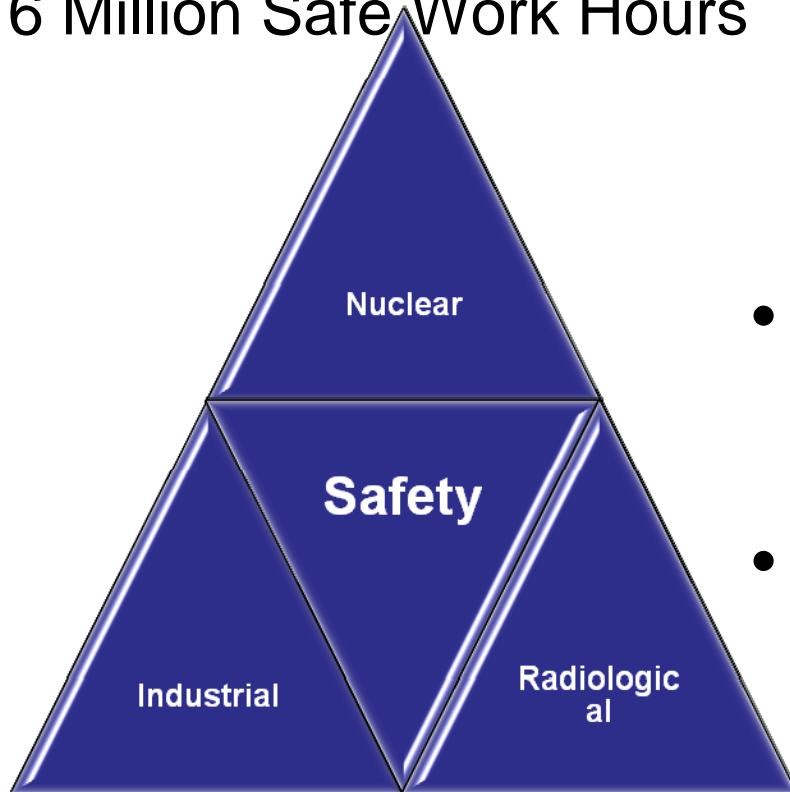 6 Million Safe Work Hours
Nuclear
•
Safety
•
Radiologic
al
Industrial